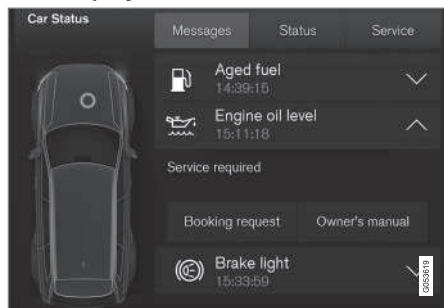 Car Status
Messages
Status
Service
Aged fuel
14:39:15
Engine oil level
15:11:18
Service required
Booking request
Owner's manual
Brake light
15:33:59
G053619